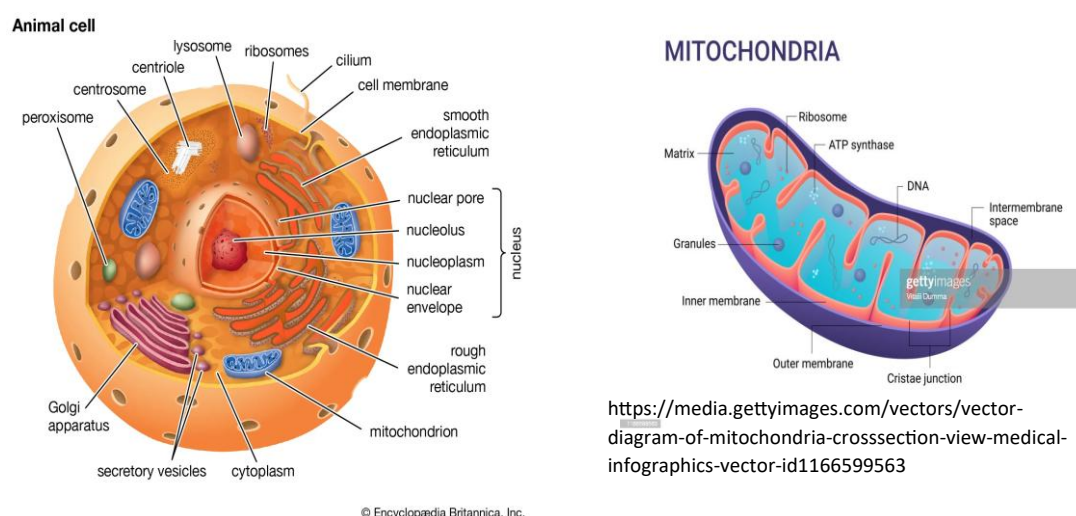 Animal cell
lysosome
ribosomes
cilium
centriole
cell membrane
centrosome
smooth
endoplasmic
reticulum
peroxisome
nuclear pore
nucleolus
nucleoplasm
nuclear
envelope
nucleus
rough
endoplasmic
reticulum
Golgi
apparatus
mitochondrion
secretory vesicles
cytoplasm
© Encyclopædia Britannica, Inc.
MITOCHONDRIA
Ribosome
ATP synthase
Matrix
DNA
Intermembrane
space
Granules
gettyimages
Inner membrane
Outer membrane
Cristae junction
https://media.gettyimages.com/vectors/vector-
diagram-of-mitochondria-crosssection-view-medical-
infographics-vector-id1166599563